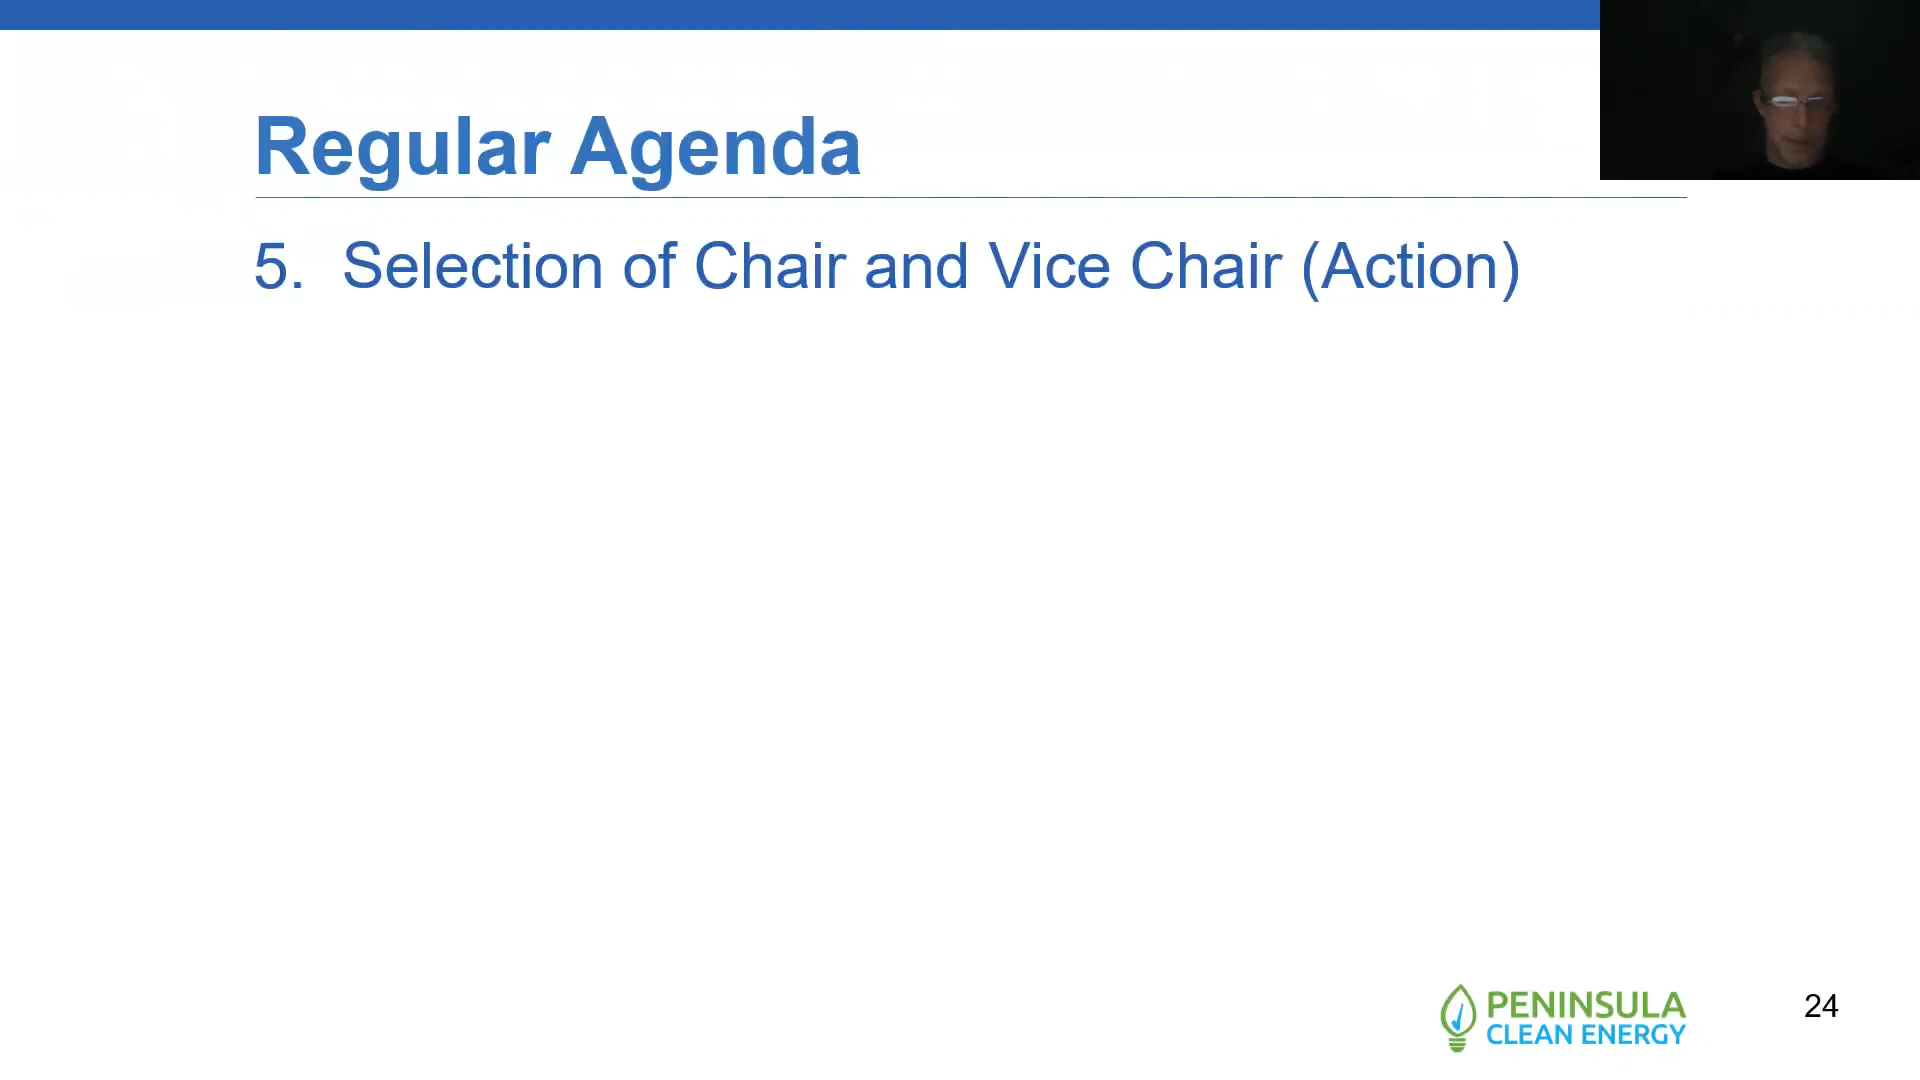 Regular Agenda
5. Selection of Chair and Vice Chair (Action)
PENINSULA
CLEAN ENERGY
24